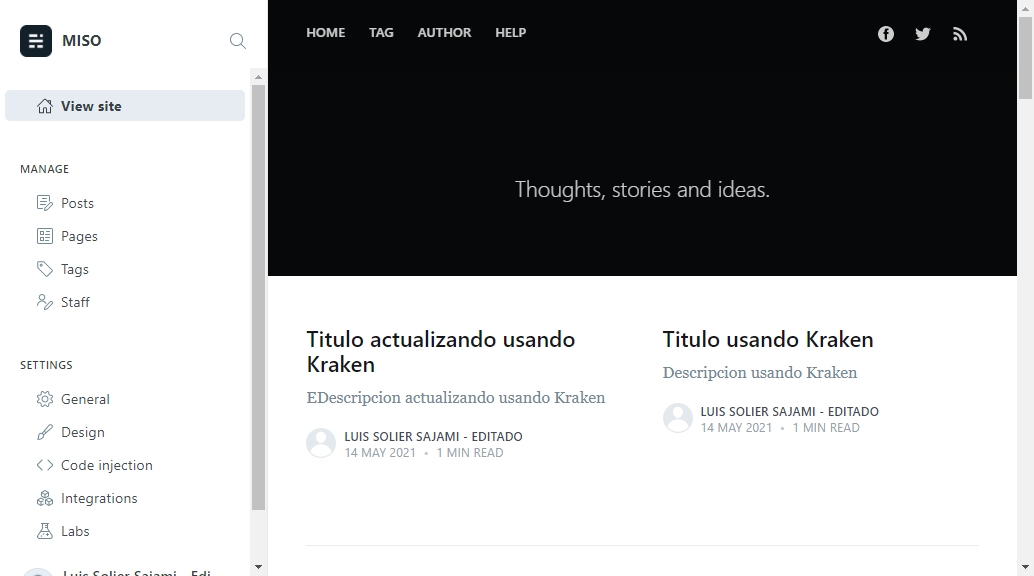 MISO
View site
MANAGE
Posts
Pages
Tags
Staff
SETTINGS
General
Design
Code injection
Integrations
Labs
Luis Solier Sajami - Edi
HOME TAG AUTHOR HELP
Thoughts, stories and ideas.
Titulo actualizando usando
Kraken
EDescripcion actualizando usando Kraken
LUIS SOLIER SAJAMI - EDITADO
14 MAY 2021 • 1 MIN READ
Titulo usando Kraken
Descripcion usando Kraken
LUIS SOLIER SAJAMI - EDITADO
14 MAY 2021 • 1 MIN READ